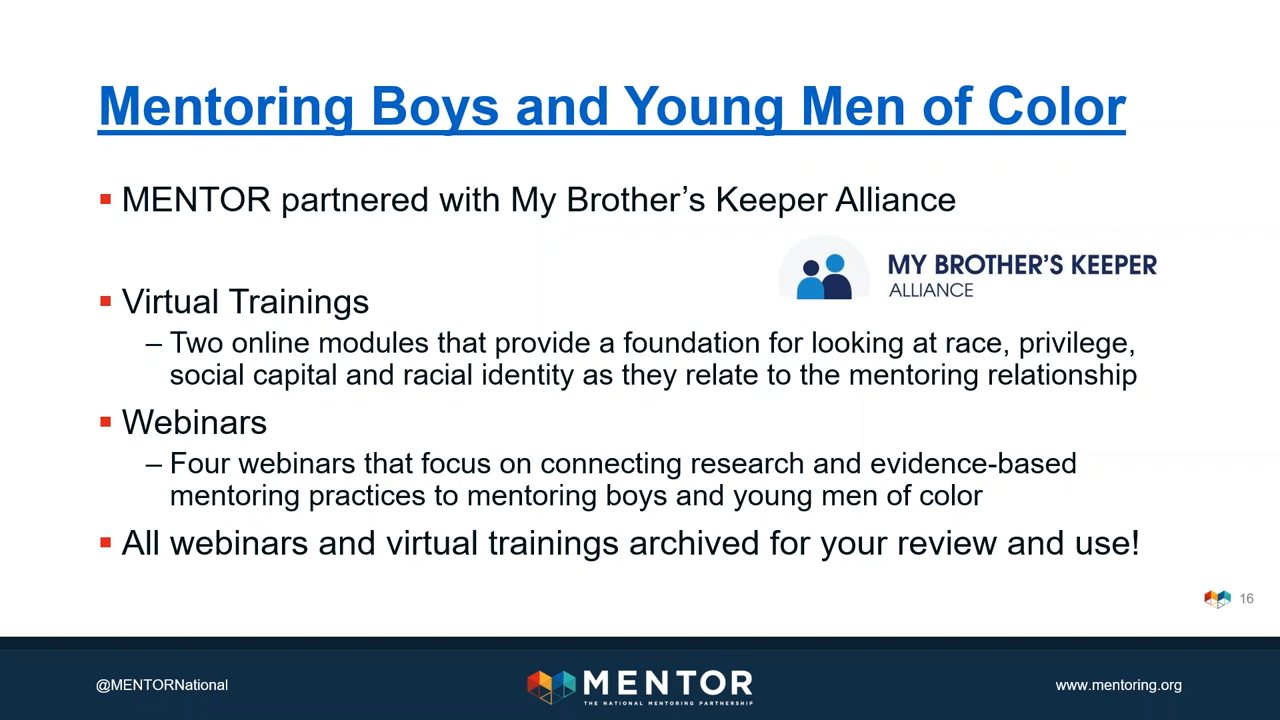 Mentoring Boys and Young Men of Color
▪ MENTOR partnered with My Brother’s Keeper Alliance
MY BROTHER’S KEEPER
ALLIANCE
▪ Virtual Trainings
– Two online modules that provide a foundation for looking at race, privilege,
social capital and racial identity as they relate to the mentoring relationship
▪ Webinars
– Four webinars that focus on connecting research and evidence-based
mentoring practices to mentoring boys and young men of color
▪ All webinars and virtual trainings archived for your review and use!
16
@MENTORNational
MENTOR
THE NATIONAL MENTORING PARTNERSHIP
www.mentoring.org